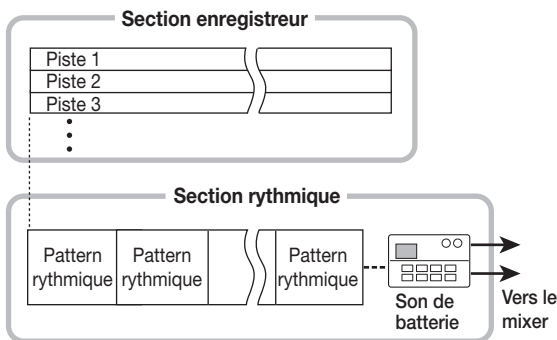 Section enregistreur
Piste 1
Piste 2
Piste 3
Section rythmique
Pattern
rythmique
Pattern
rythmique
Pattern
rythmique
Son de
batterie
Vers le
mixer